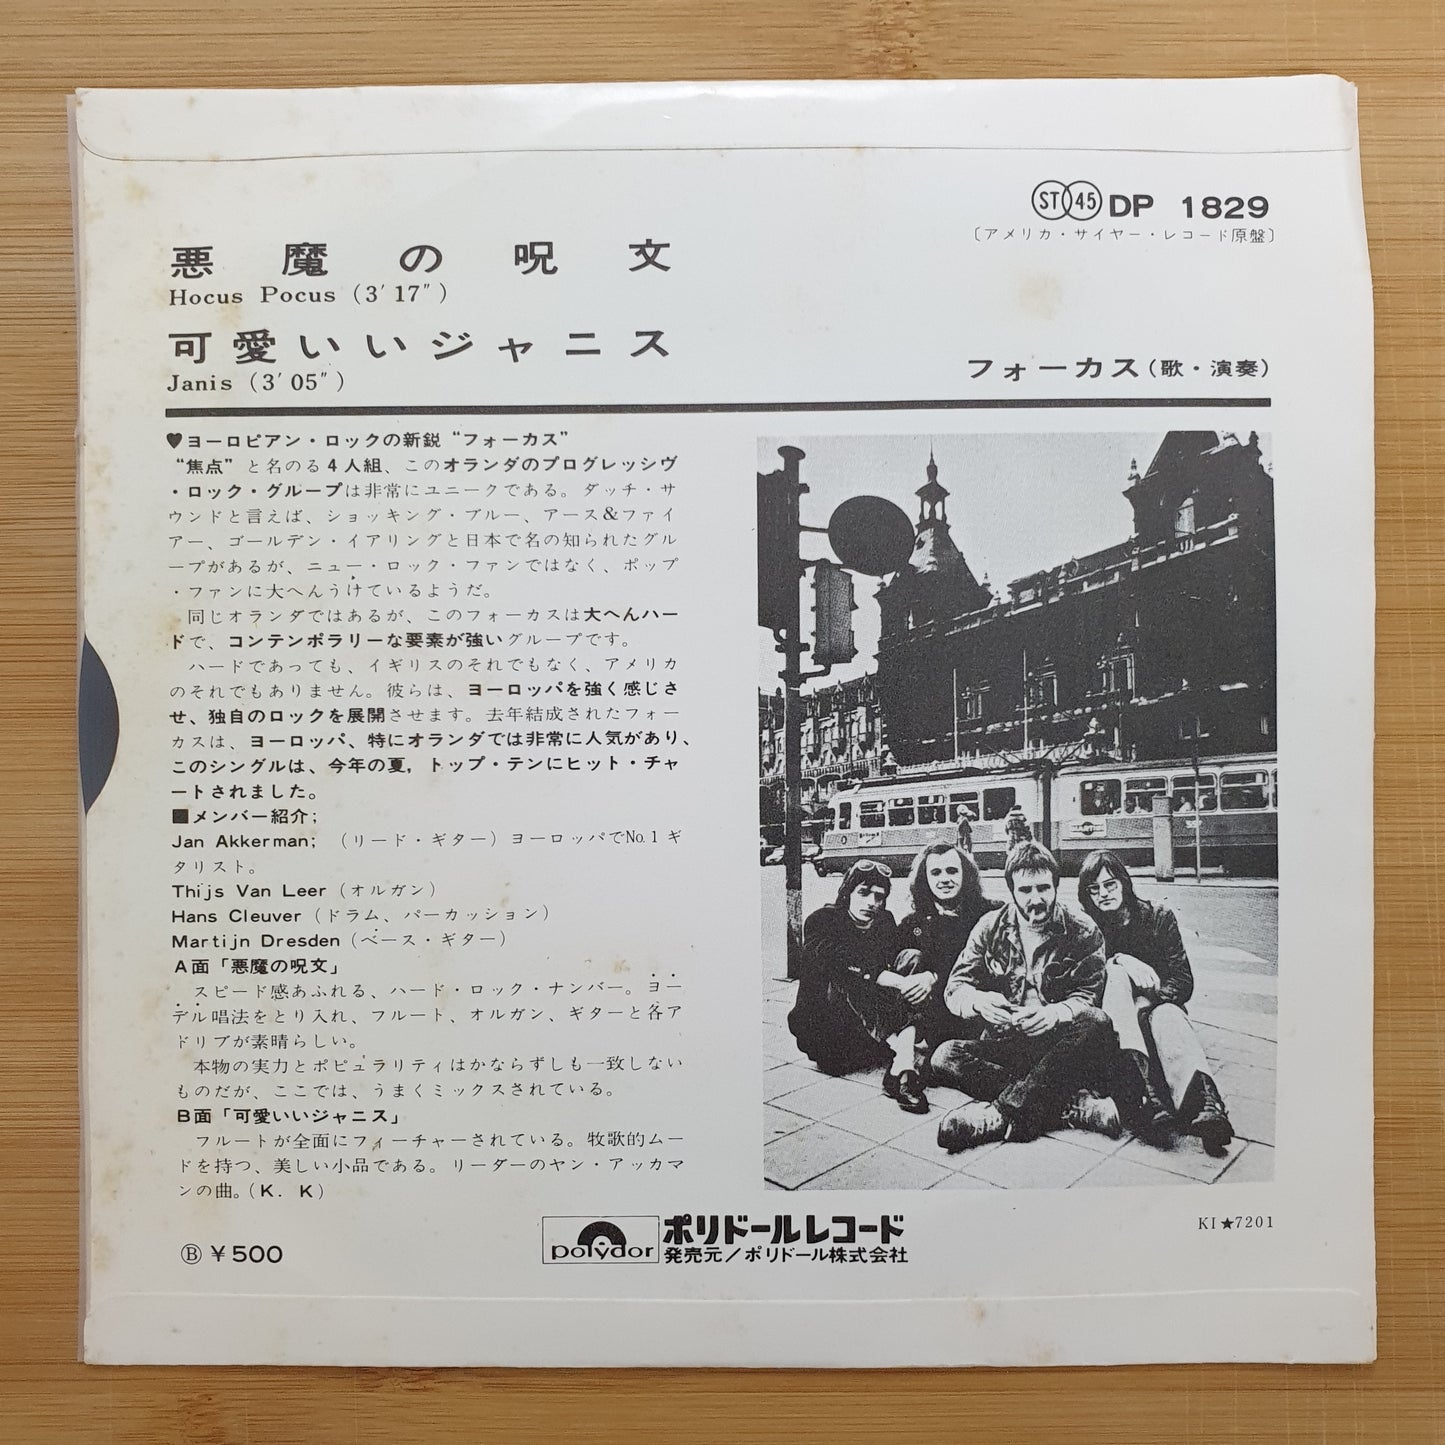 ST 45 DP 1829
〔アメリカ・サイヤー・レコード原盤〕
悪魔の呪文
Hocus Pocus (3′17″)
可愛いいジャニス
Janis (3′05″)
フォーカス(歌・演奏)
♥ヨーロピアン・ロックの新鋭“フォーカス”
“焦点”と名のる4人組、このオランダのプログレッシヴ
・ロック・グループは非常にユニークである。ダッチ・サ
ウンドと言えば、ショッキング・ブルー、アース&ファイ
アー、ゴールデン・イアリングと日本で名の知られたグル
ープがあるが、ニュー・ロック・ファンではなく、ポップ
・ファンに大へんうけているようだ。
同じオランダではあるが、このフォーカスは大へんハー
ドで、コンテンポラリーな要素が強いグループです。
ハードであっても、イギリスのそれでもなく、アメリカ
のそれでもありません。彼らは、ヨーロッパを強く感じさ
せ、独自のロックを展開させます。去年結成されたフォー
カスは、ヨーロッパ、特にオランダでは非常に人気があり、
このシングルは、今年の夏，トップ・テンにヒット・チャ
ートされました。
■メンバー紹介;
Jan Akkerman; (リード・ギター) ヨーロッパでNo.1ギ
タリスト。
Thijs Van Leer (オルガン)
Hans Cleuver (ドラム、パーカッション)
Martijn Dresden (ベース・ギター)
A面「悪魔の呪文」
スピード感あふれる、ハード・ロック・ナンバー。ヨー
デル唱法をとり入れ、フルート、オルガン、ギターと各ア
ドリブが素晴らしい。
本物の実力とポピュラリティはかならずしも一致しない
ものだが、ここでは、うまくミックスされている。
B面「可愛いいジャニス」
フルートが全面にフィーチャーされている。牧歌的ムー
ドを持つ、美しい小品である。リーダーのヤン・アッカマ
ンの曲。(K. K)
KI★7201
Ⓑ ¥500
polydor ポリドールレコード
発売元／ポリドール株式会社